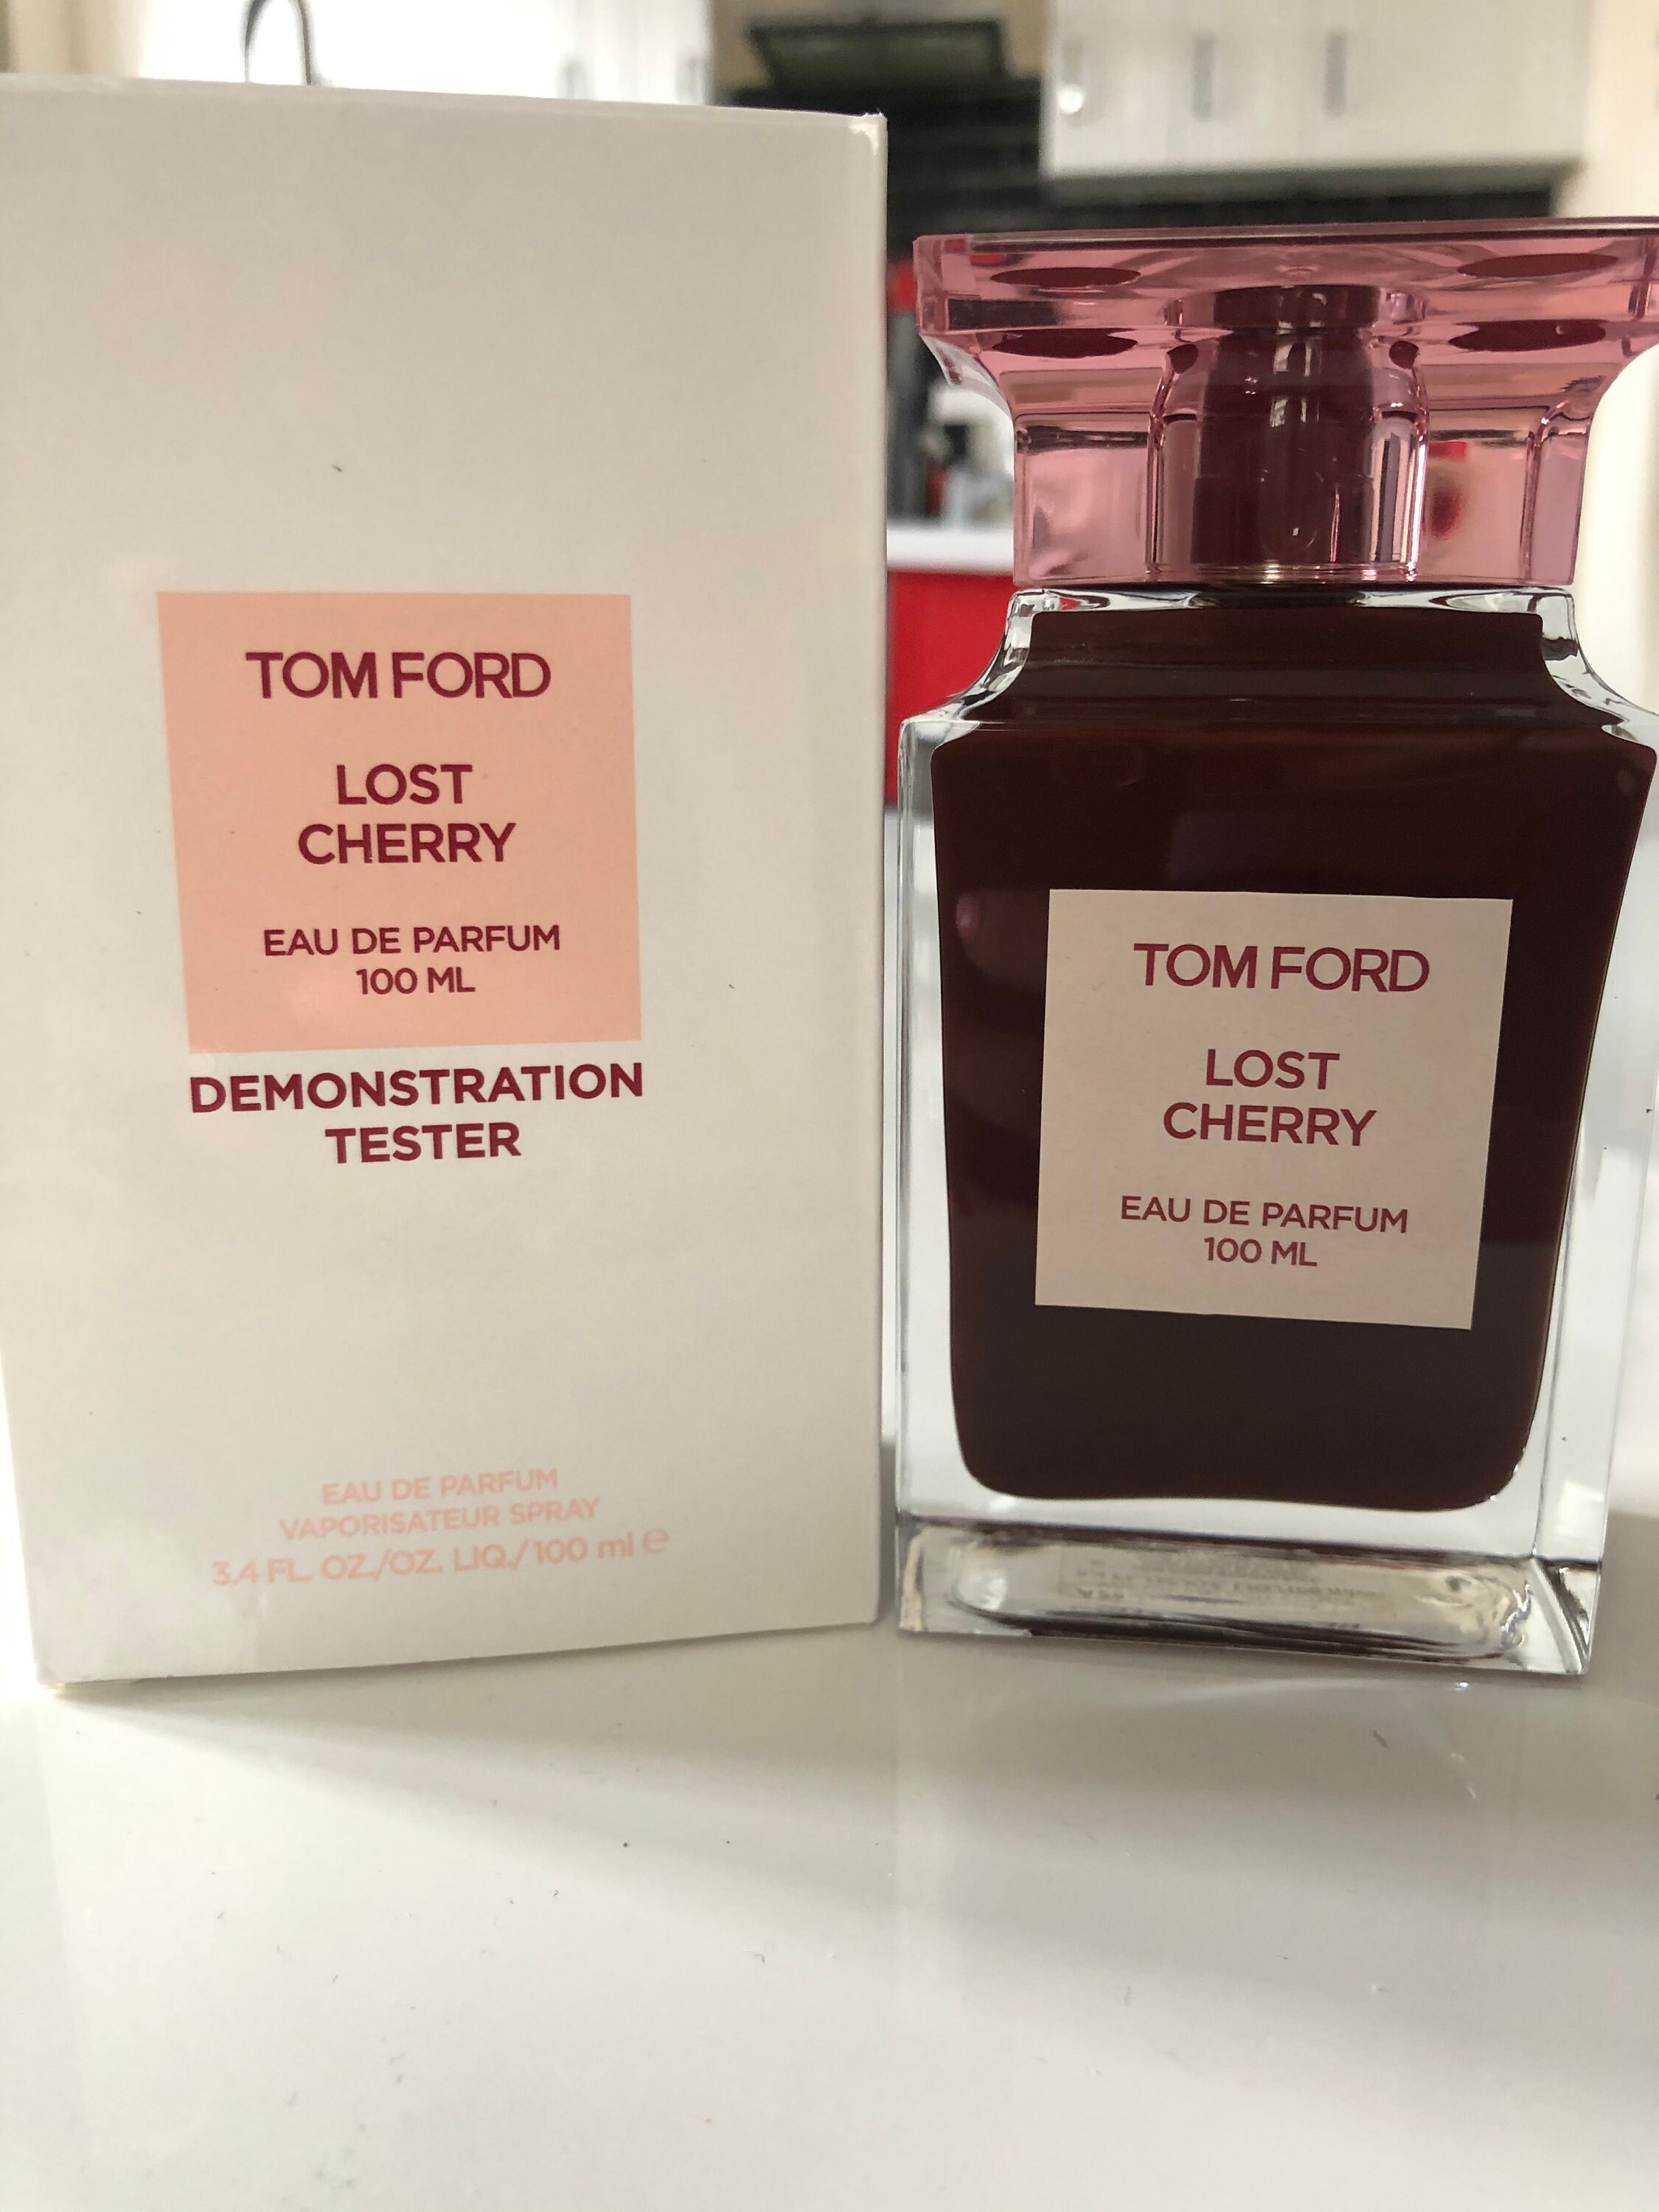 TOM FORD
LOST
CHERRY
EAU DE PARFUM
100 ML
DEMONSTRATION
TESTER
EAU DE PARFUM
VAPORISATEUR SPRAY
3.4 FL. OZ./OZ. LIQ./100 ml ℮
TOM FORD
LOST
CHERRY
EAU DE PARFUM
100 ML